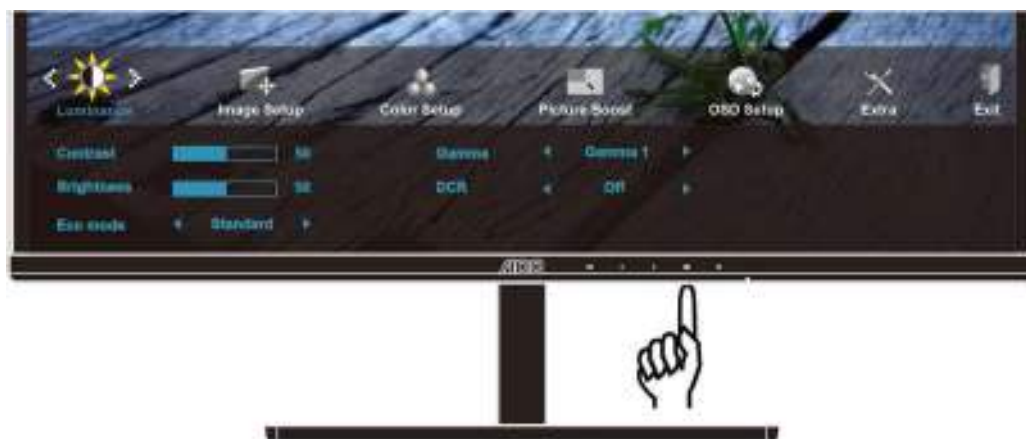 Luminance Image Setup Color Setup Picture Boost OSD Setup Extra Exit
Contrast 50 Gamma Gamma 1
Brightness 50 DCR Off
Eco mode Standard
AOC